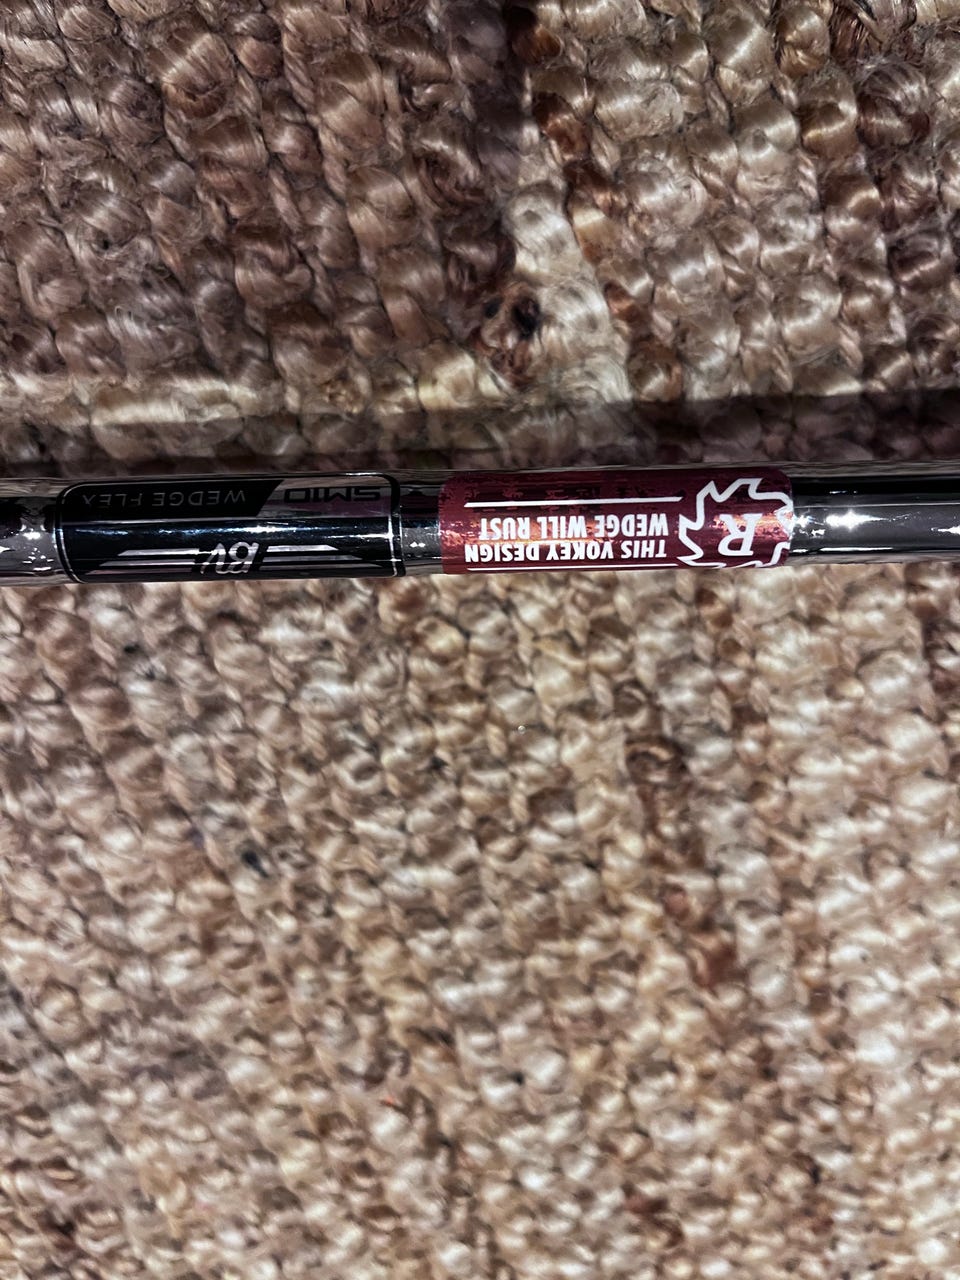 R
THIS VOKEY DESIGN
WEDGE WILL RUST
BV
SM10
WEDGE FLEX